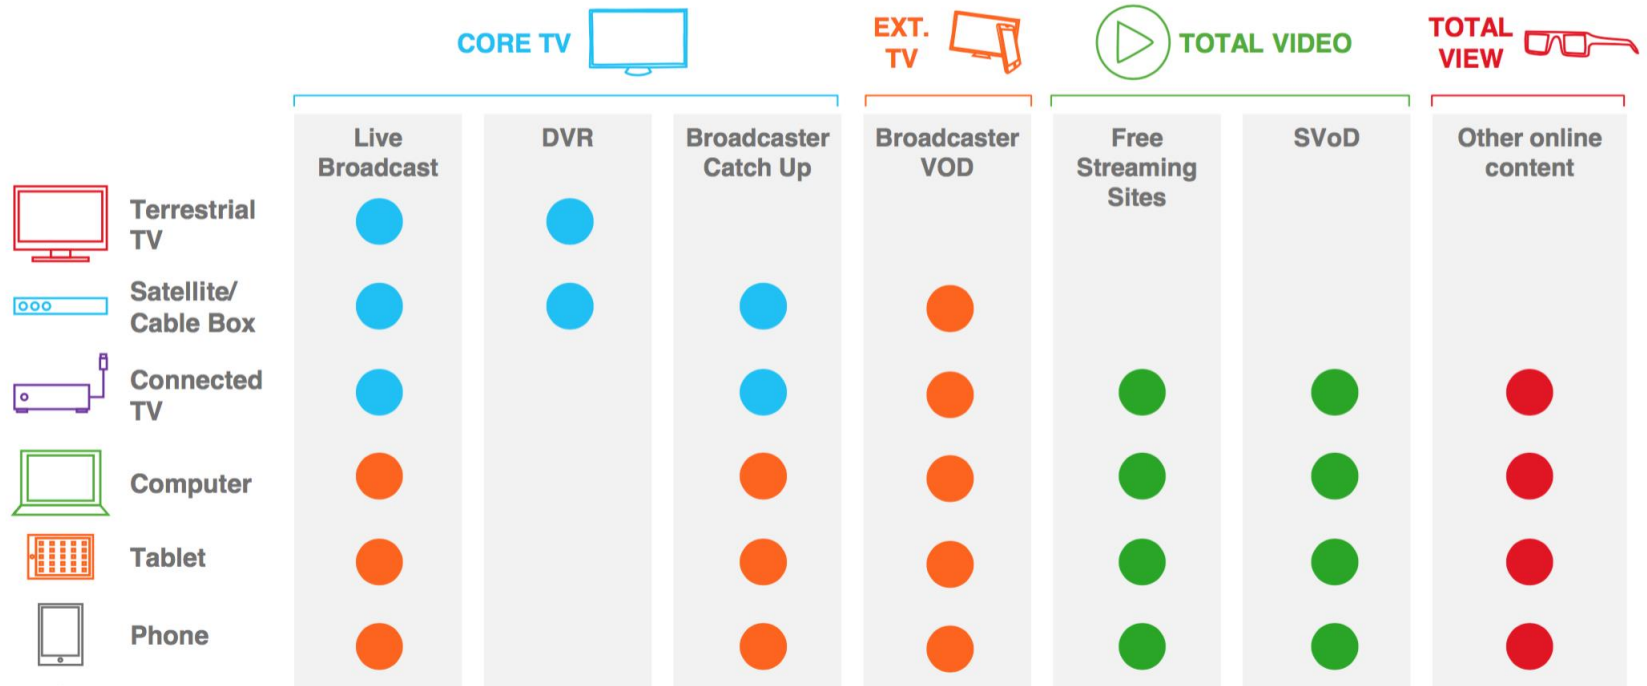 CORE TV
EXT.
TV
TOTAL VIDEO
TOTAL
VIEW
Live
Broadcast
DVR
Broadcaster
Catch Up
Broadcaster
VOD
Free
Streaming
Sites
SVoD
Other online
content
Terrestrial
TV
Satellite/
Cable Box
Connected
TV
Computer
Tablet
Phone